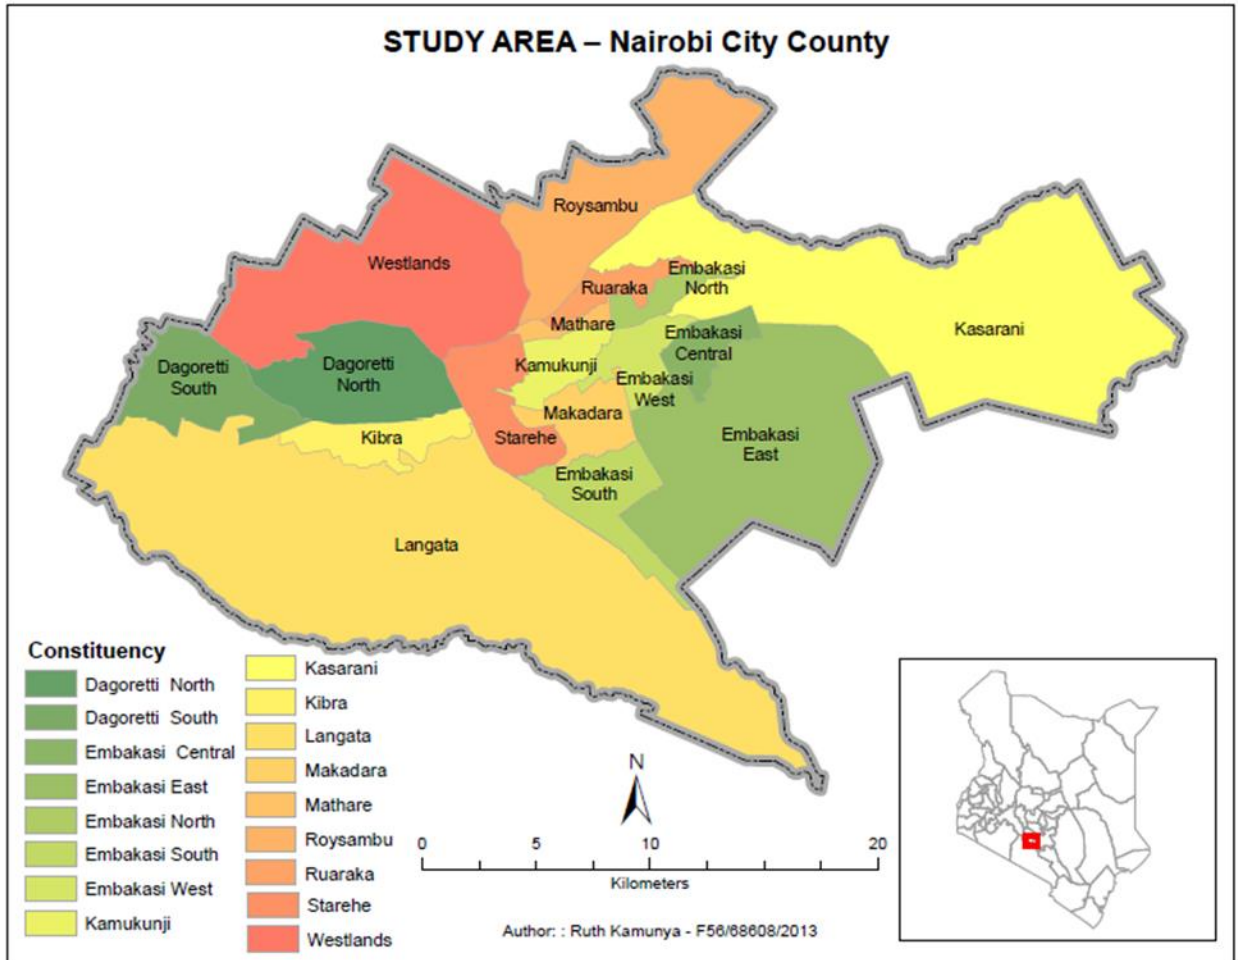 STUDY AREA – Nairobi City County
Roysambu
Westlands
Embakasi
North
Ruaraka
Mathare
Kasarani
Embakasi
Central
Dagoretti
South
Dagoretti
North
Kamukunji
Embakasi
West
Makadara
Kibra
Starehe
Embakasi
East
Embakasi
South
Langata
Constituency
Dagoretti North
Dagoretti South
Embakasi Central
Embakasi East
Embakasi North
Embakasi South
Embakasi West
Kamukunji
Kasarani
Kibra
Langata
Makadara
Mathare
Roysambu
Ruaraka
Starehe
Westlands
N
0 5 10 20
Kilometers
Author: : Ruth Kamunya - F56/68608/2013